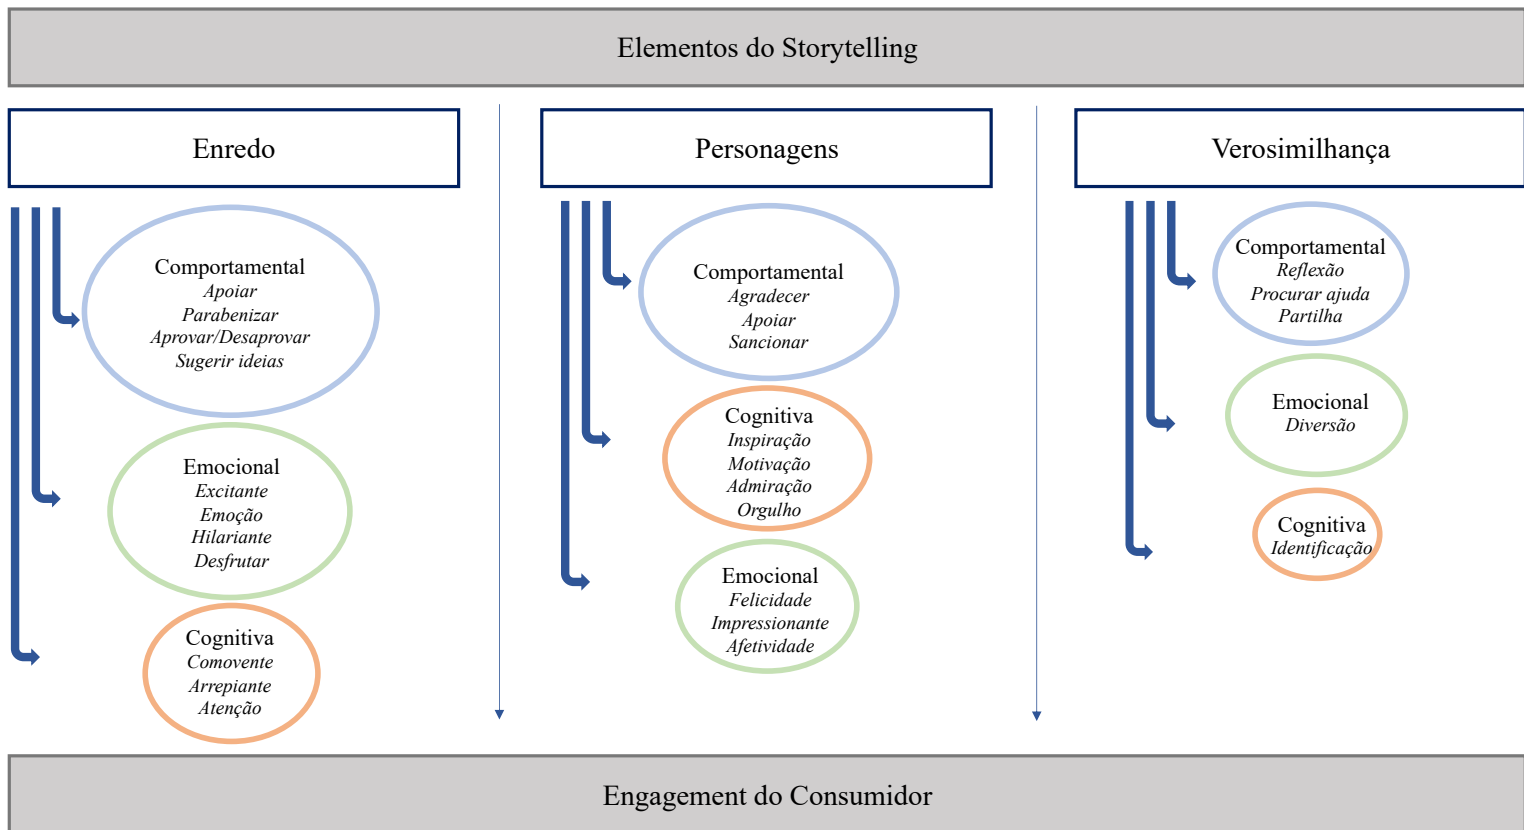 Elementos do Storytelling
Enredo
Comportamental
Apoiar
Parabenizar
Aprovar/Desaprovar
Sugerir ideias
Emocional
Excitante
Emoção
Hilariante
Desfrutar
Cognitiva
Comovente
Arrepiante
Atenção
Personagens
Comportamental
Agradecer
Apoiar
Sancionar
Cognitiva
Inspiração
Motivação
Admiração
Orgulho
Emocional
Felicidade
Impressionante
Afetividade
Verosimilhança
Comportamental
Reflexão
Procurar ajuda
Partilha
Emocional
Diversão
Cognitiva
Identificação
Engagement do Consumidor